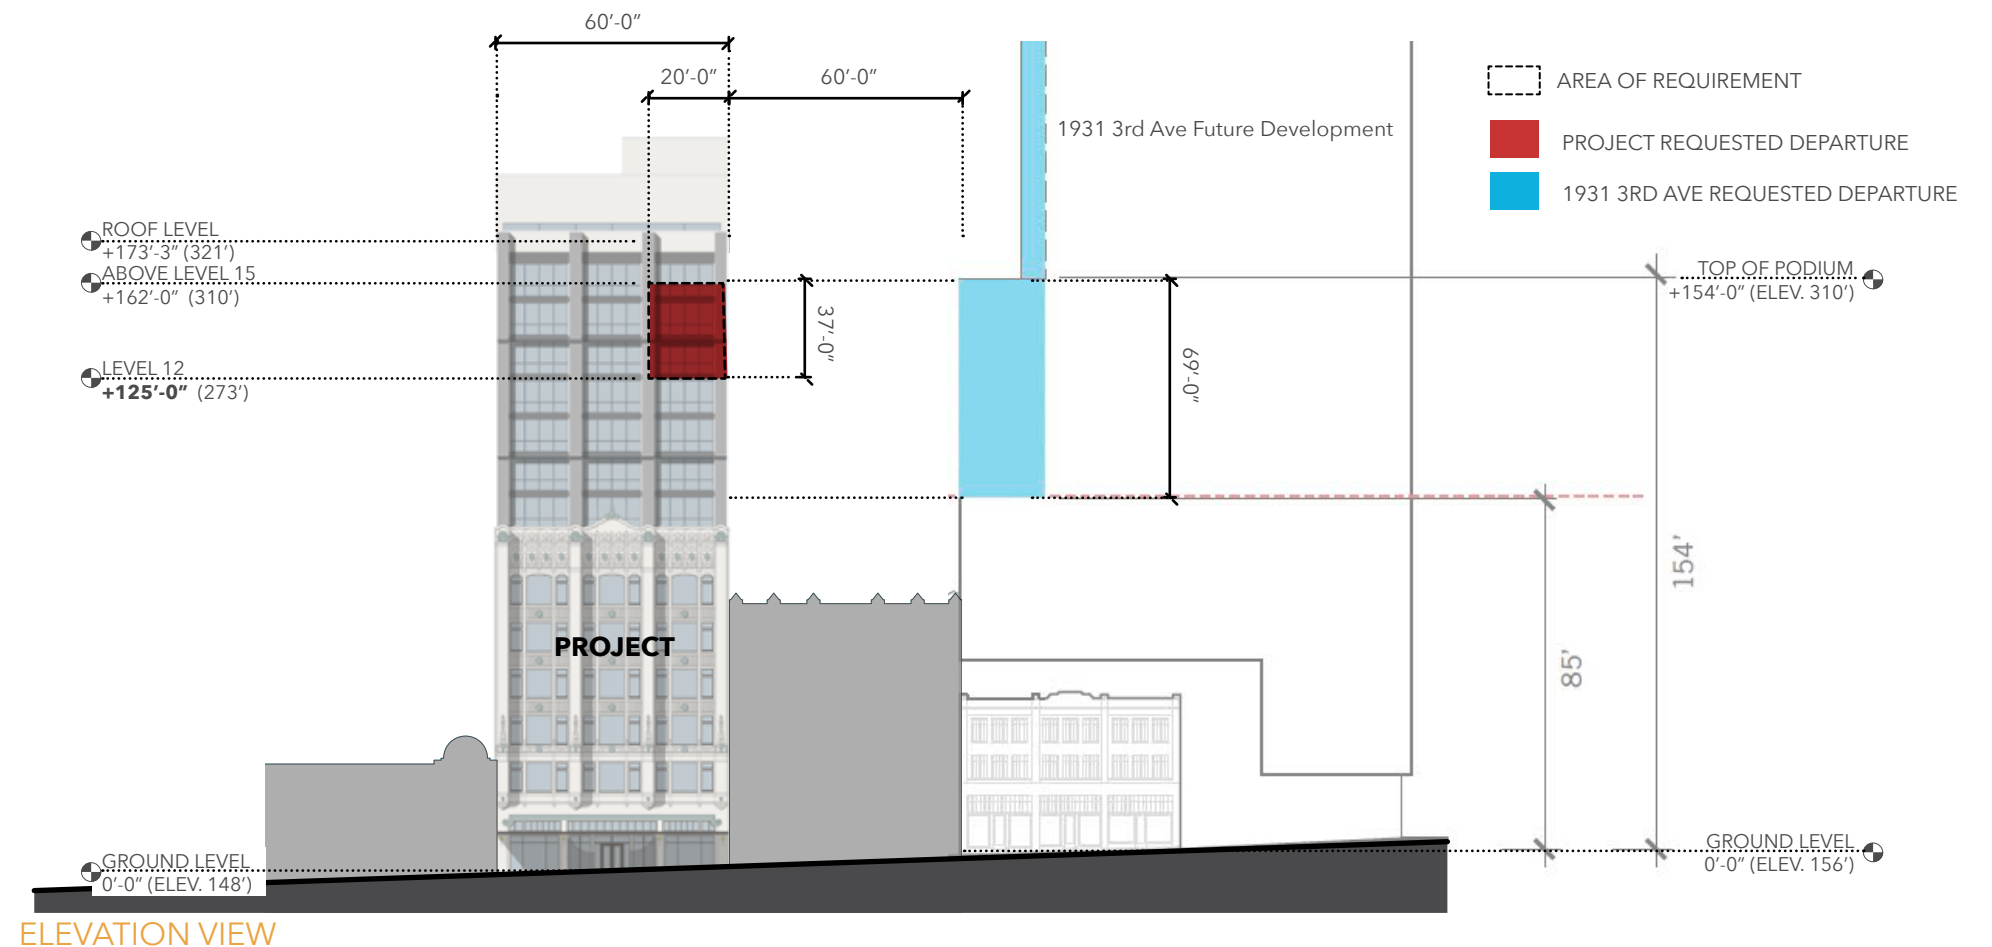 60’-0”
20’-0”
60’-0”
1931 3rd Ave Future Development
AREA OF REQUIREMENT
PROJECT REQUESTED DEPARTURE
1931 3RD AVE REQUESTED DEPARTURE
ROOF LEVEL
+173’-3” (321’)
ABOVE LEVEL 15
+162’-0” (310’)
LEVEL 12
+125’-0” (273’)
37’-0”
69’-0”
TOP OF PODIUM
+154’-0” (ELEV. 310’)
154’
85’
PROJECT
GROUND LEVEL
0’-0” (ELEV. 148’)
GROUND LEVEL
0’-0” (ELEV. 156’)
ELEVATION VIEW